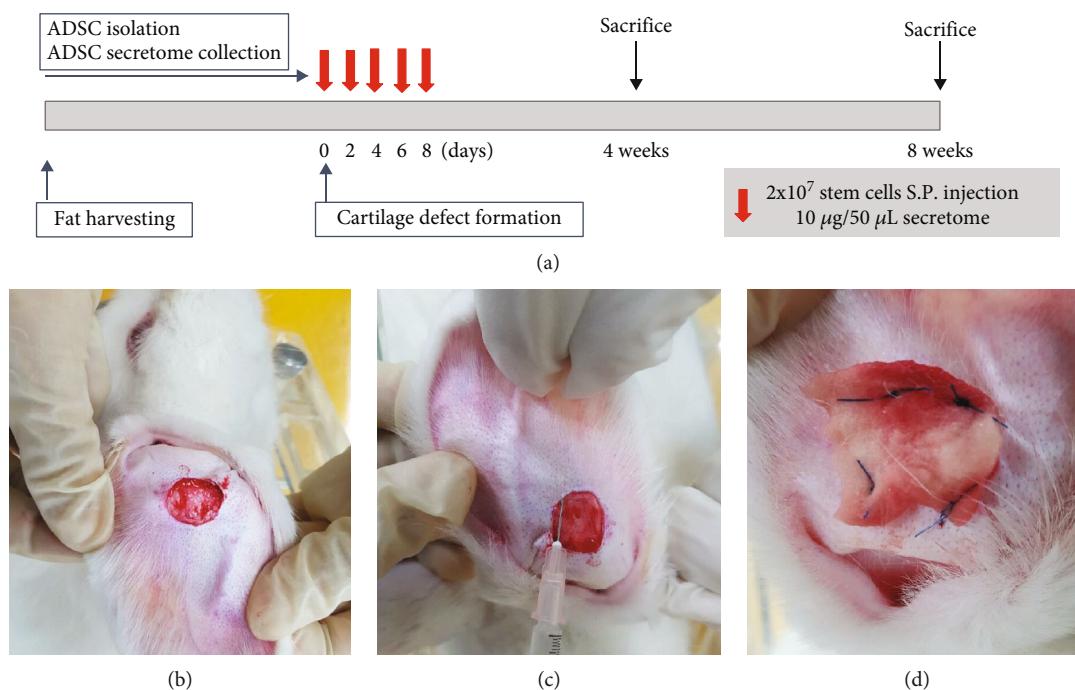 ADSC isolation
ADSC secretome collection
Sacrifice
Sacrifice
0 2 4 6 8 (days)
4 weeks
8 weeks
Fat harvesting
Cartilage defect formation
2x10⁷ stem cells S.P. injection
10 μg/50 μL secretome
(a)
(b)
(c)
(d)